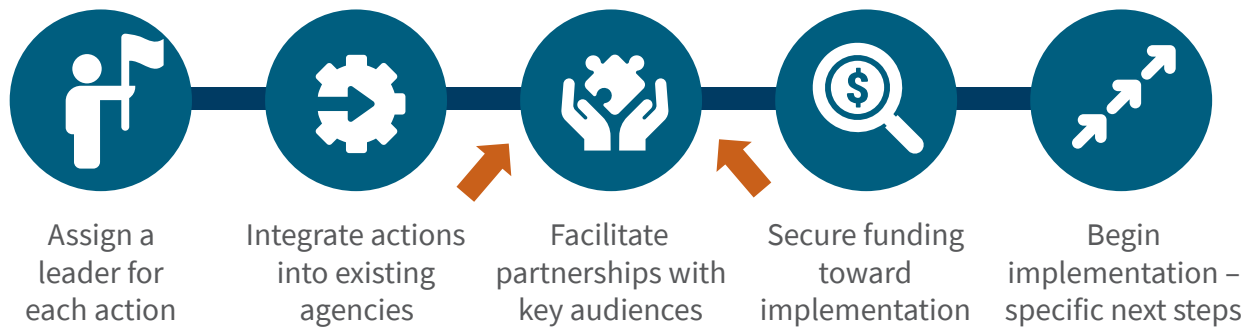 $
Assign a
leader for
each action
Integrate actions
into existing
agencies
Facilitate
partnerships with
key audiences
Secure funding
toward
implementation
Begin
implementation –
specific next steps